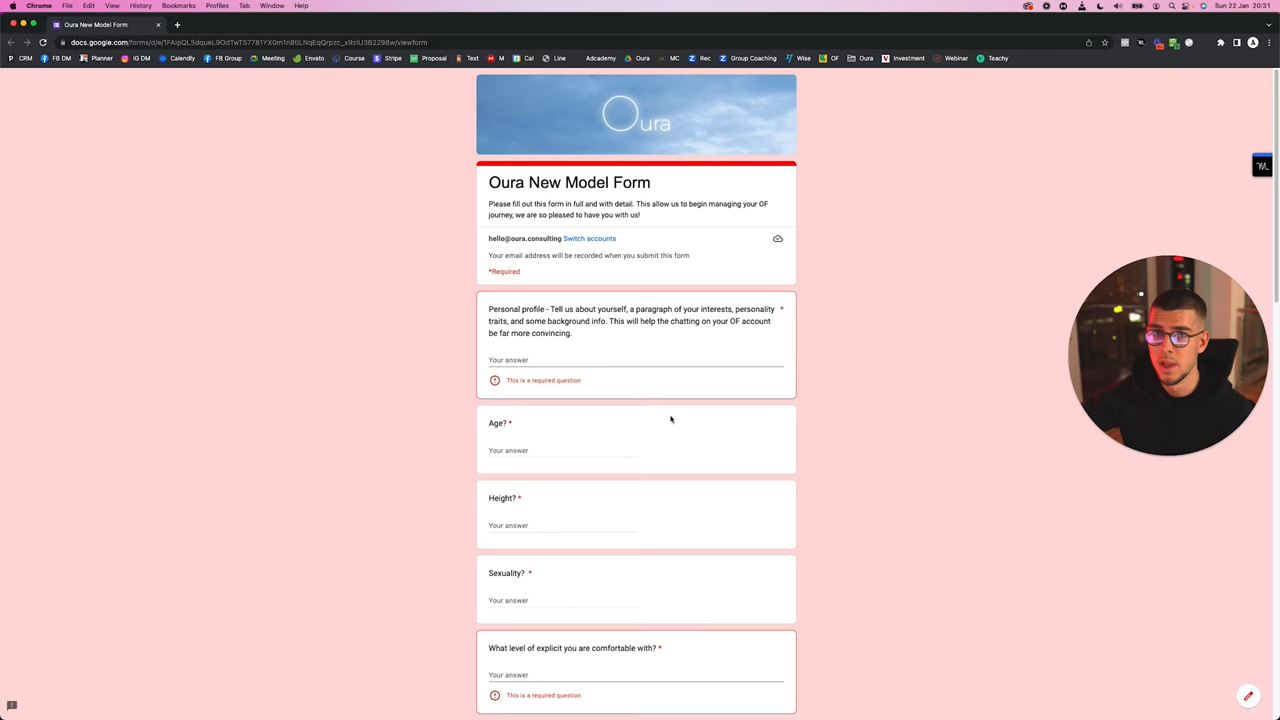 Chrome File Edit View History Bookmarks Profiles Tab Window Help
Sun 22 Jan 20:31
Oura New Model Form
docs.google.com/forms/d/e/1FAIpQLSdqueL9OdTwTS7781YX0m1n8tiLNqEqQrpzc_x9ziU3B2298w/viewform
CRM FB DM Planner IG DM Calendly FB Group Meeting Envato Course Stripe Proposal Text M Cal Line Adcademy Oura MC Rec Group Coaching Wise OF Oura Investment Webinar Teachy
Oura
Oura New Model Form
Please fill out this form in full and with detail. This allow us to begin managing your OF
journey, we are so pleased to have you with us!
hello@oura.consulting Switch accounts
Your email address will be recorded when you submit this form
*Required
Personal profile - Tell us about yourself, a paragraph of your interests, personality *
traits, and some background info. This will help the chatting on your OF account
be far more convincing.
Your answer
This is a required question
Age? *
Your answer
Height? *
Your answer
Sexuality? *
Your answer
What level of explicit you are comfortable with? *
Your answer
This is a required question